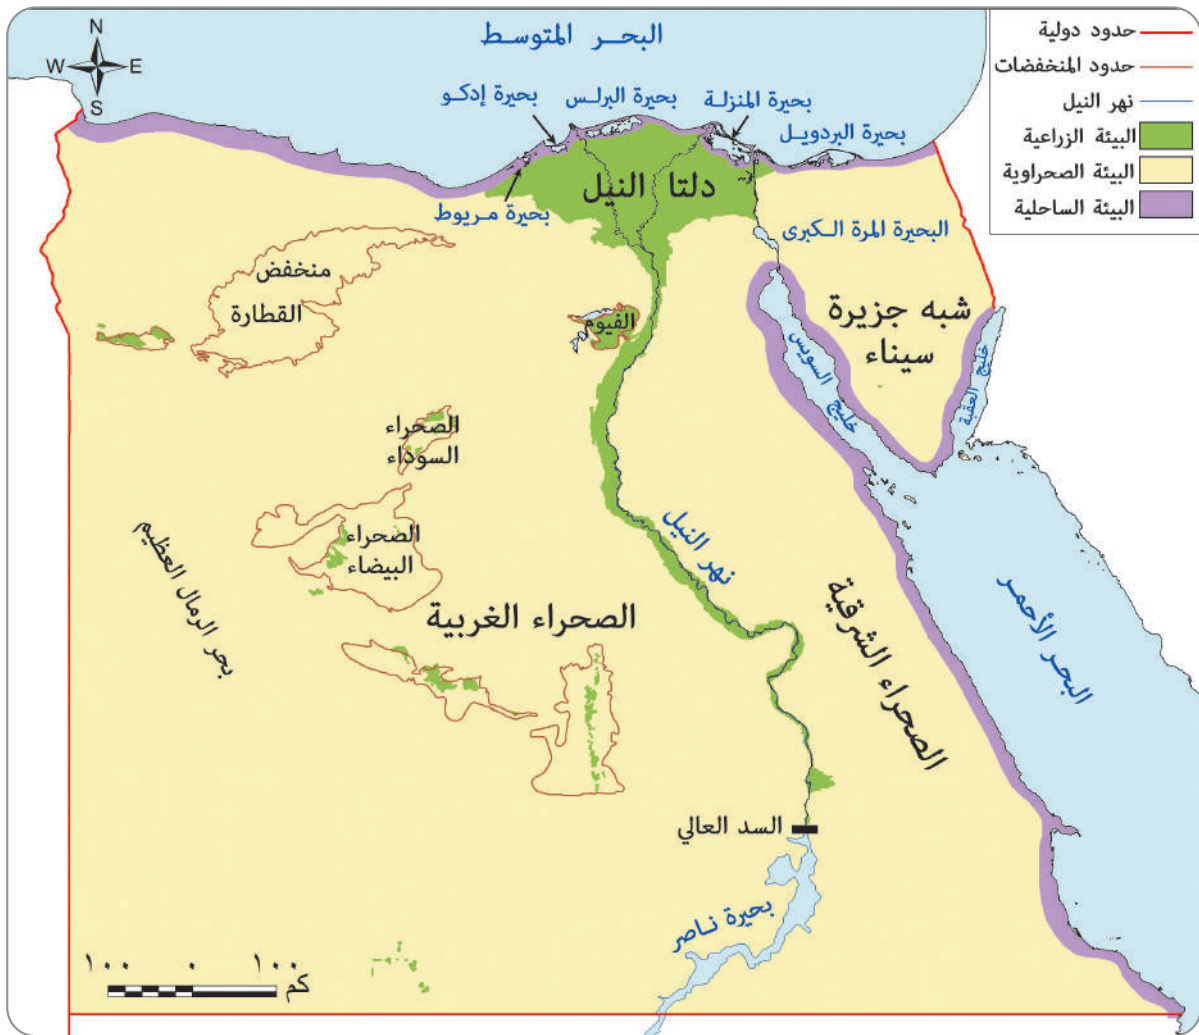 البحر المتوسط
N
W
E
S
حدود دولية
حدود المنخفضات
نهر النيل
البيئة الزراعية
البيئة الصحراوية
البيئة الساحلية
بحيرة إدكو
بحيرة البرلس
بحيرة المنزلة
بحيرة البردويل
دلتا النيل
بحيرة مريوط
البحيرة المرة الكبرى
منخفض
القطارة
الفيوم
شبه جزيرة
سيناء
خليج السويس
خليج العقبة
الصحراء
السوداء
الصحراء
البيضاء
بحر الرمال العظيم
نهر النيل
الصحراء الغربية
الصحراء الشرقية
البحر الأحمر
السد العالي
بحيرة ناصر
١٠٠ ٠ ١٠٠
كم